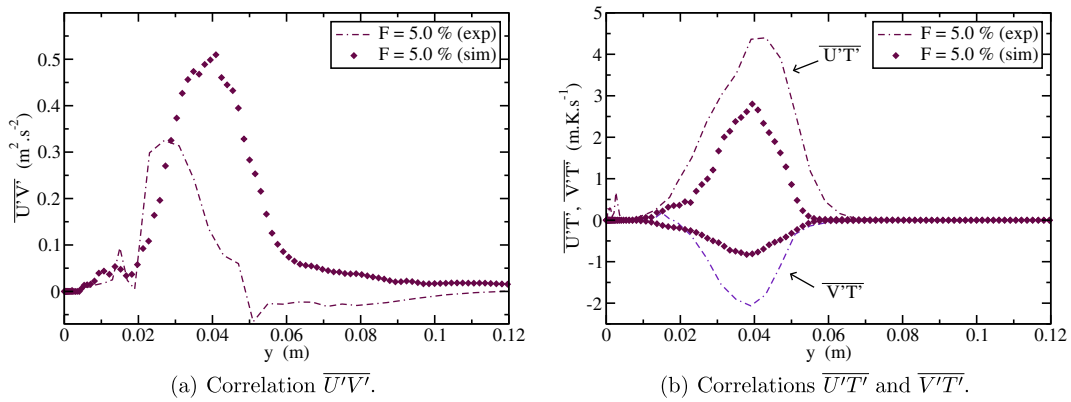 F = 5.0 % (exp)
F = 5.0 % (sim)
0.5
0.4
0.3
0.2
0.1
0
U'V' (m².s⁻²)
0 0.02 0.04 0.06 0.08 0.1 0.12
y (m)
(a) Correlation U'V'.
F = 5.0 % (exp)
F = 5.0 % (sim)
U'T'
V'T'
5
4
3
2
1
0
-1
-2
U'T', V'T' (m.K.s⁻¹)
0 0.02 0.04 0.06 0.08 0.1 0.12
y (m)
(b) Correlations U'T' and V'T'.